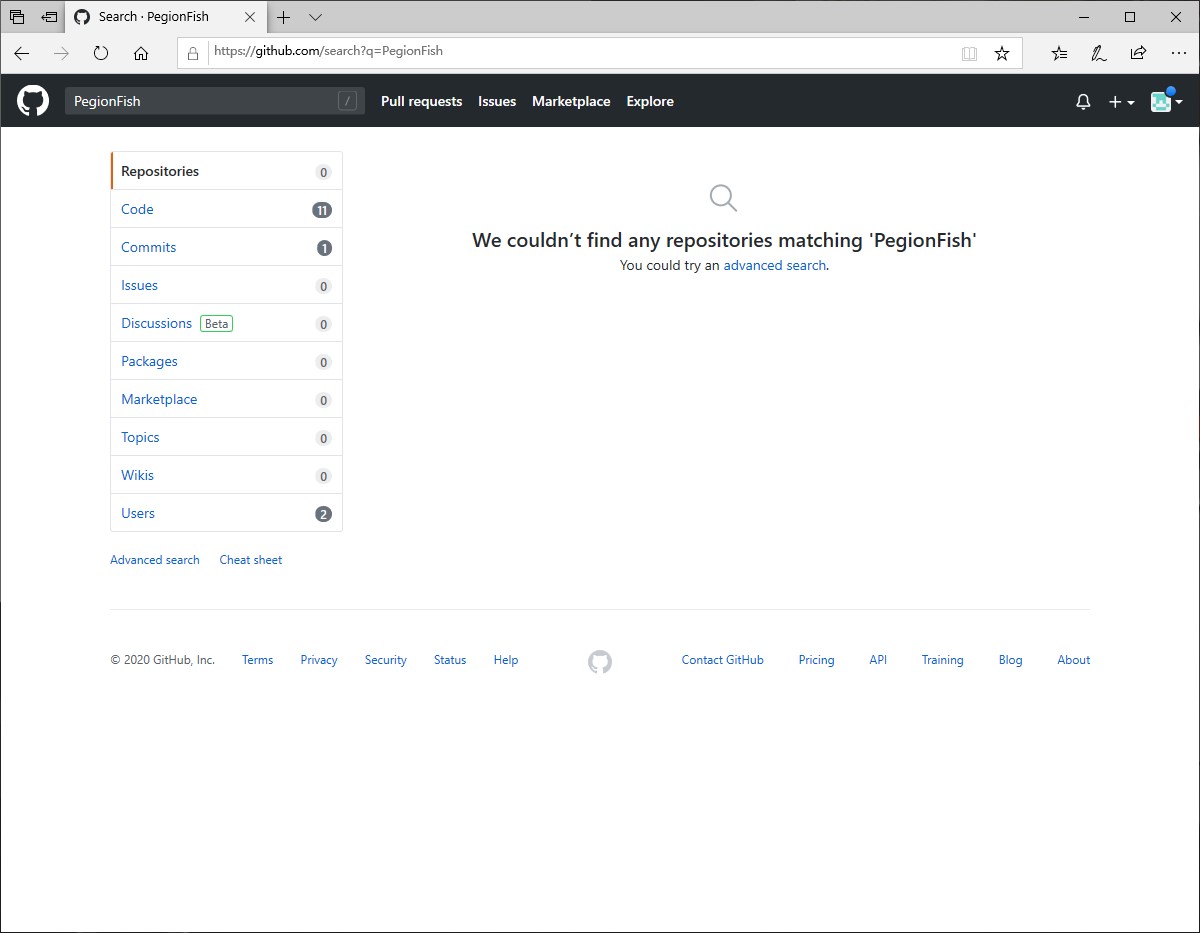 Search · PegionFish
https://github.com/search?q=PegionFish
PegionFish / Pull requests Issues Marketplace Explore
Repositories 0
Code 11
Commits 1
Issues 0
Discussions Beta 0
Packages 0
Marketplace 0
Topics 0
Wikis 0
Users 2
Advanced search Cheat sheet
We couldn’t find any repositories matching 'PegionFish'
You could try an advanced search.
© 2020 GitHub, Inc. Terms Privacy Security Status Help Contact GitHub Pricing API Training Blog About